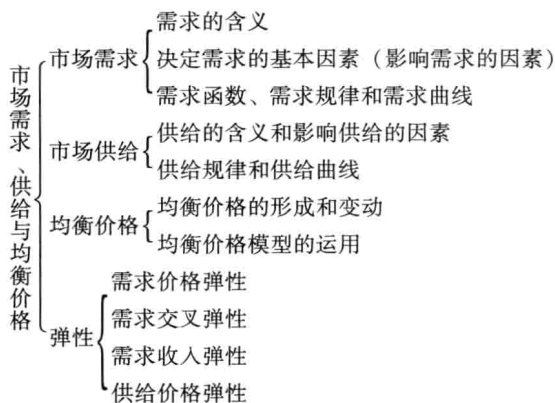 市场需求、供给与均衡价格
市场需求
需求的含义
决定需求的基本因素（影响需求的因素）
需求函数、需求规律和需求曲线
市场供给
供给的含义和影响供给的因素
供给规律和供给曲线
均衡价格
均衡价格的形成和变动
均衡价格模型的运用
弹性
需求价格弹性
需求交叉弹性
需求收入弹性
供给价格弹性